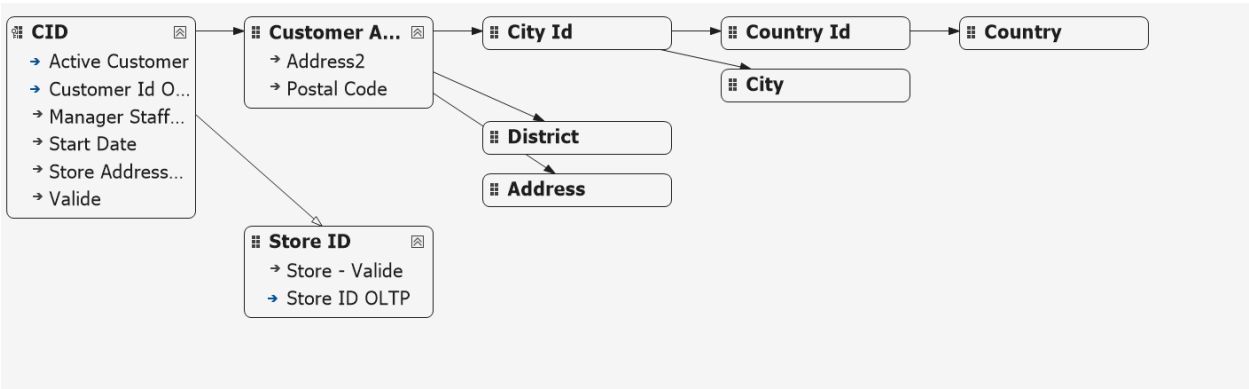 CID
Active Customer
Customer Id O...
Manager Staff...
Start Date
Store Address...
Valide
Customer A...
Address2
Postal Code
City Id
Country Id
Country
City
District
Address
Store ID
Store - Valide
Store ID OLTP